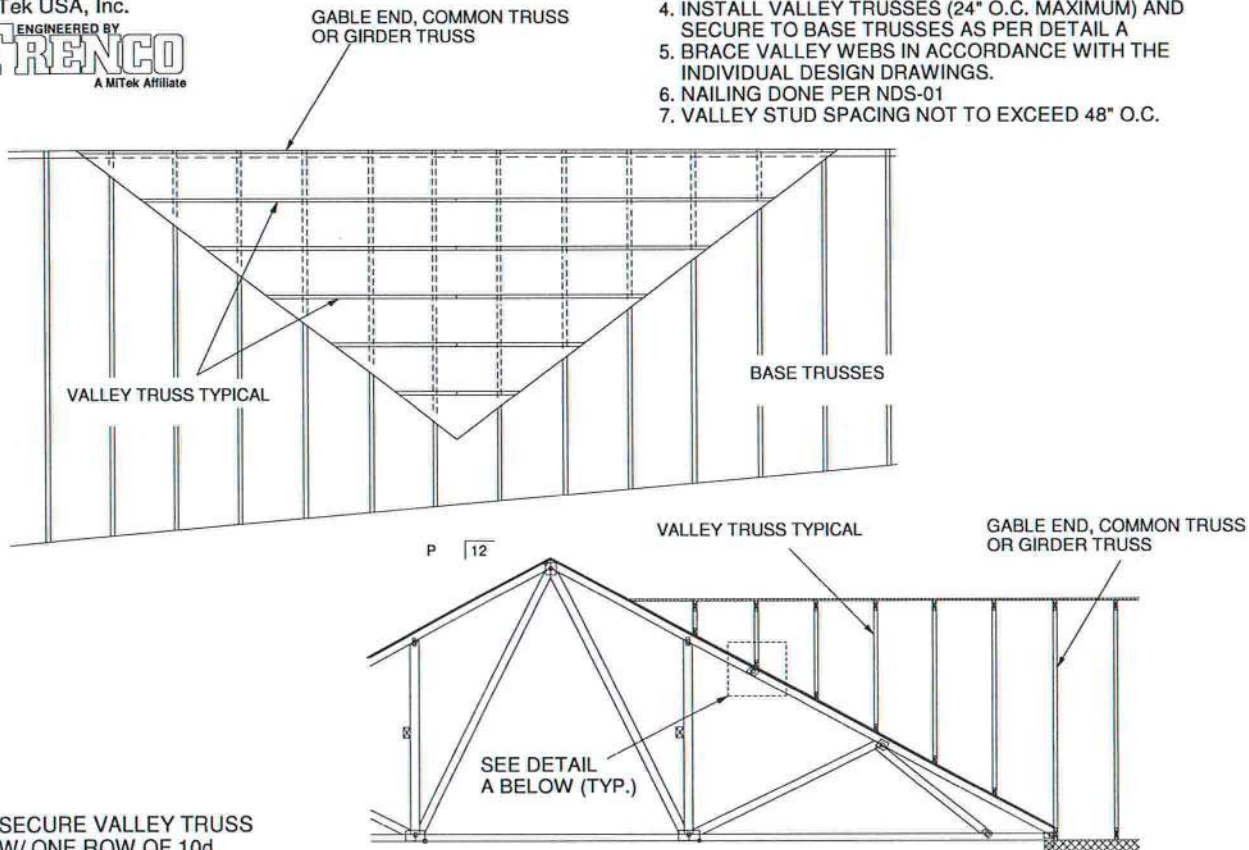 Tek USA, Inc.
ENGINEERED BY
TRENCO
A MiTek Affiliate
GABLE END, COMMON TRUSS
OR GIRDER TRUSS
4. INSTALL VALLEY TRUSSES (24" O.C. MAXIMUM) AND
SECURE TO BASE TRUSSES AS PER DETAIL A
5. BRACE VALLEY WEBS IN ACCORDANCE WITH THE
INDIVIDUAL DESIGN DRAWINGS.
6. NAILING DONE PER NDS-01
7. VALLEY STUD SPACING NOT TO EXCEED 48" O.C.
VALLEY TRUSS TYPICAL
BASE TRUSSES
P 12
VALLEY TRUSS TYPICAL
GABLE END, COMMON TRUSS
OR GIRDER TRUSS
SEE DETAIL
A BELOW (TYP.)
SECURE VALLEY TRUSS
W/ ONE ROW OF 10d